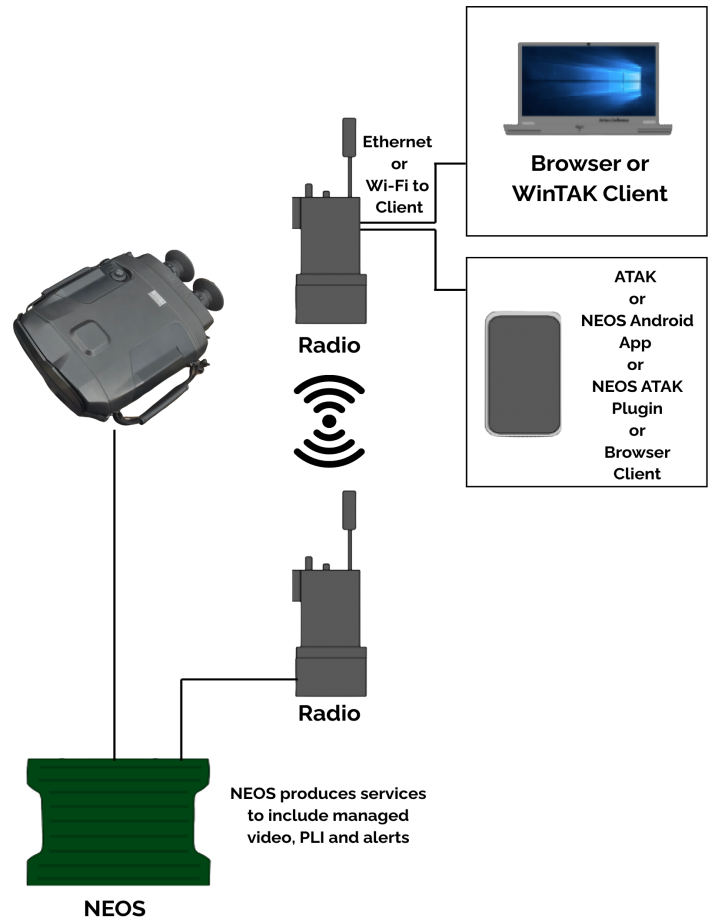 Ethernet
or
Wi-Fi to
Client
Browser or
WinTAK Client
Radio
ATAK
or
NEOS Android
App
or
NEOS ATAK
Plugin
or
Browser
Client
Radio
NEOS produces services
to include managed
video, PLI and alerts
NEOS